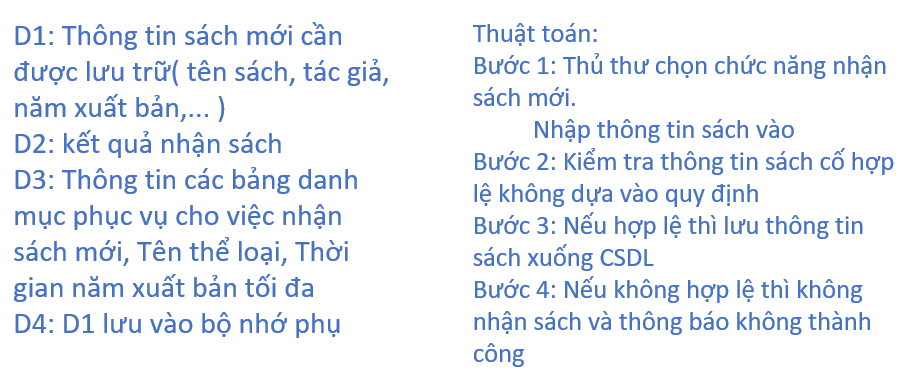 D1: Thông tin sách mới cần
được lưu trữ( tên sách, tác giả,
năm xuất bản,... )
D2: kết quả nhận sách
D3: Thông tin các bảng danh
mục phục vụ cho việc nhận
sách mới, Tên thể loại, Thời
gian năm xuất bản tối đa
D4: D1 lưu vào bộ nhớ phụ
Thuật toán:
Bước 1: Thủ thư chọn chức năng nhận
sách mới.
Nhập thông tin sách vào
Bước 2: Kiểm tra thông tin sách cố hợp
lệ không dựa vào quy định
Bước 3: Nếu hợp lệ thì lưu thông tin
sách xuống CSDL
Bước 4: Nếu không hợp lệ thì không
nhận sách và thông báo không thành
công